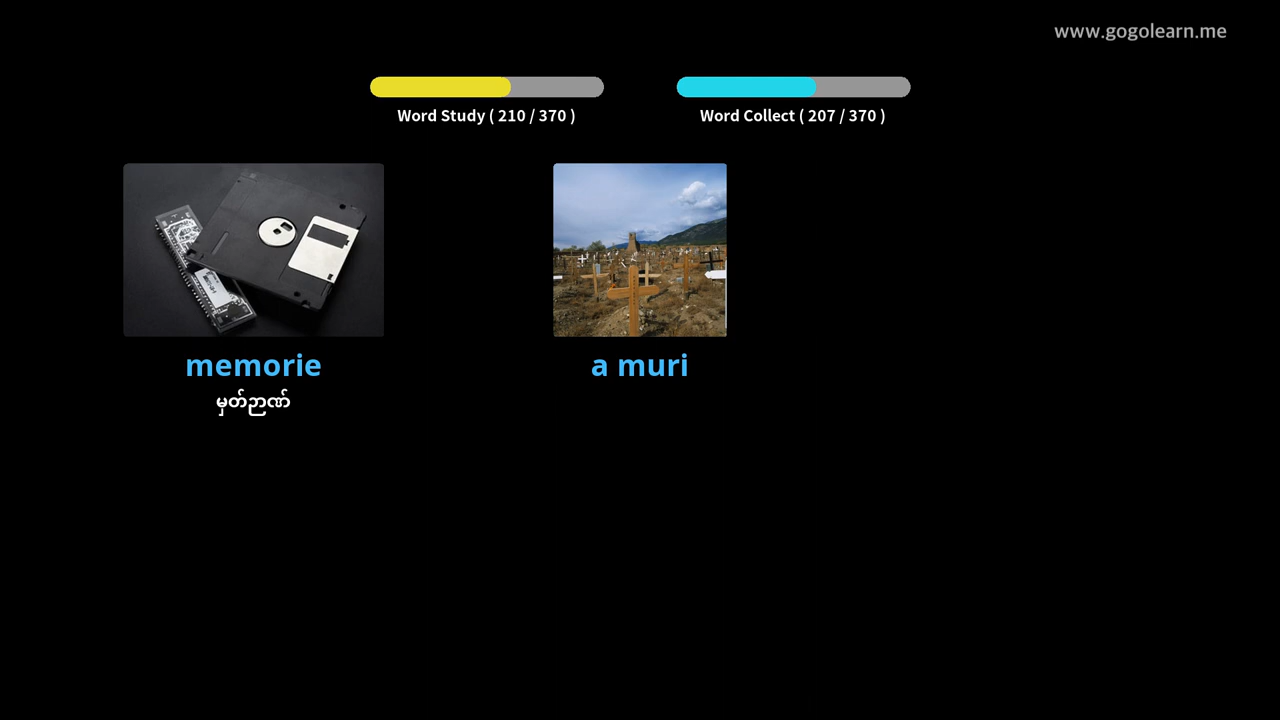 www.gogolearn.me
Word Study ( 210 / 370 )
Word Collect ( 207 / 370 )
memorie
မှတ်ဉာဏ်
a muri